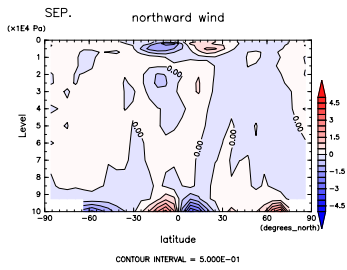 SEP.
northward wind
(×1E4 Pa)
0
1
2
3
4
5
6
7
8
9
10
Level
0.00
0.00
0.00
0.00
0.00
4.5
3
1.5
0
−1.5
−3
−4.5
−90 −60 −30 0 30 60 90
(degrees_north)
latitude
CONTOUR INTERVAL = 5.000E−01